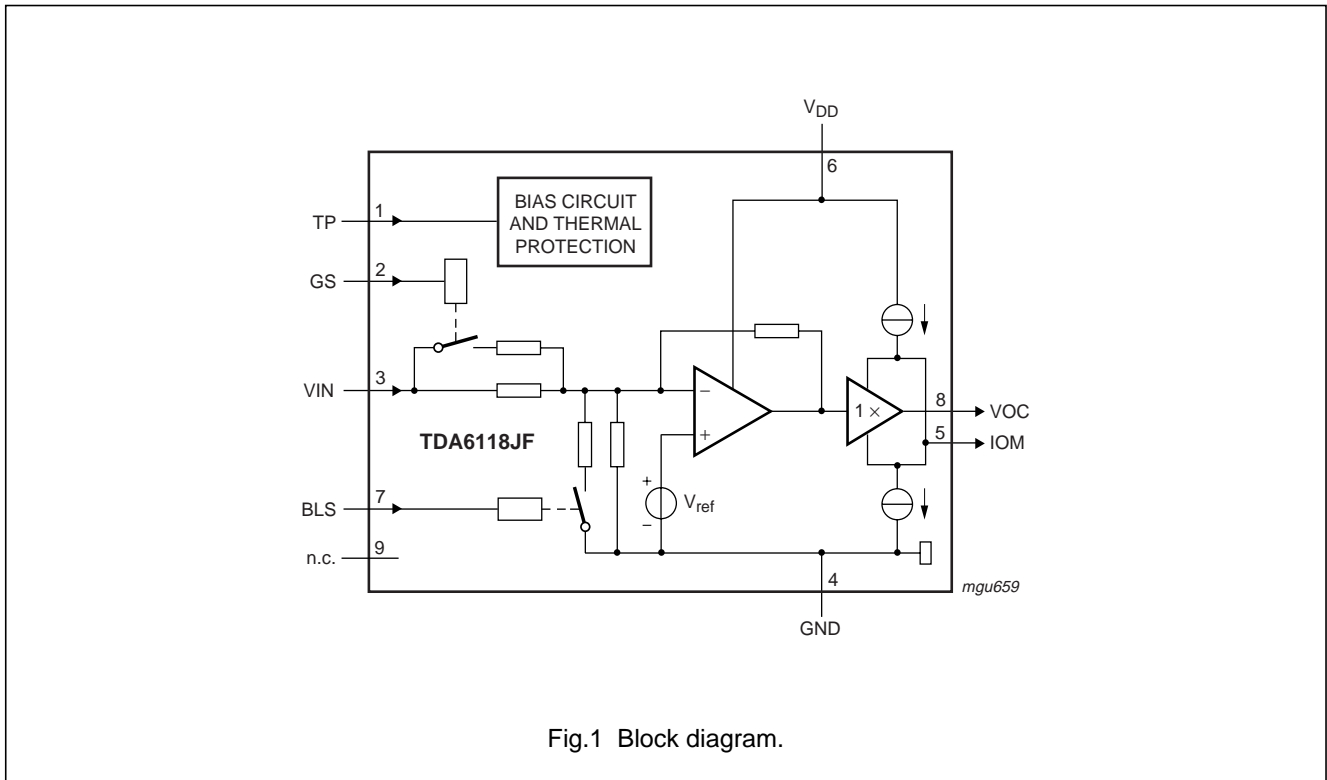 VDD
6
TP
1
BIAS CIRCUIT
AND THERMAL
PROTECTION
GS
2
VIN
3
−
+
1 ×
8
VOC
5
IOM
TDA6118JF
BLS
7
+
Vref
−
n.c.
9
4
GND
mgu659
Fig.1 Block diagram.